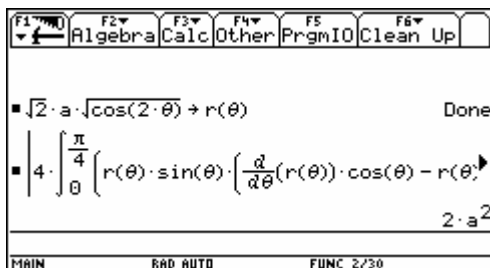 F1 F2 Algebra F3 Calc F4 Other F5 PrgmIO F6 Clean Up
▪ √2·a·√cos(2·θ) → r(θ) Done
▪ |4·∫₀^(π/4) (r(θ)·sin(θ)·(d/dθ(r(θ))·cos(θ) − r(θ)▶
2·a²
MAIN RAD AUTO FUNC 2/30